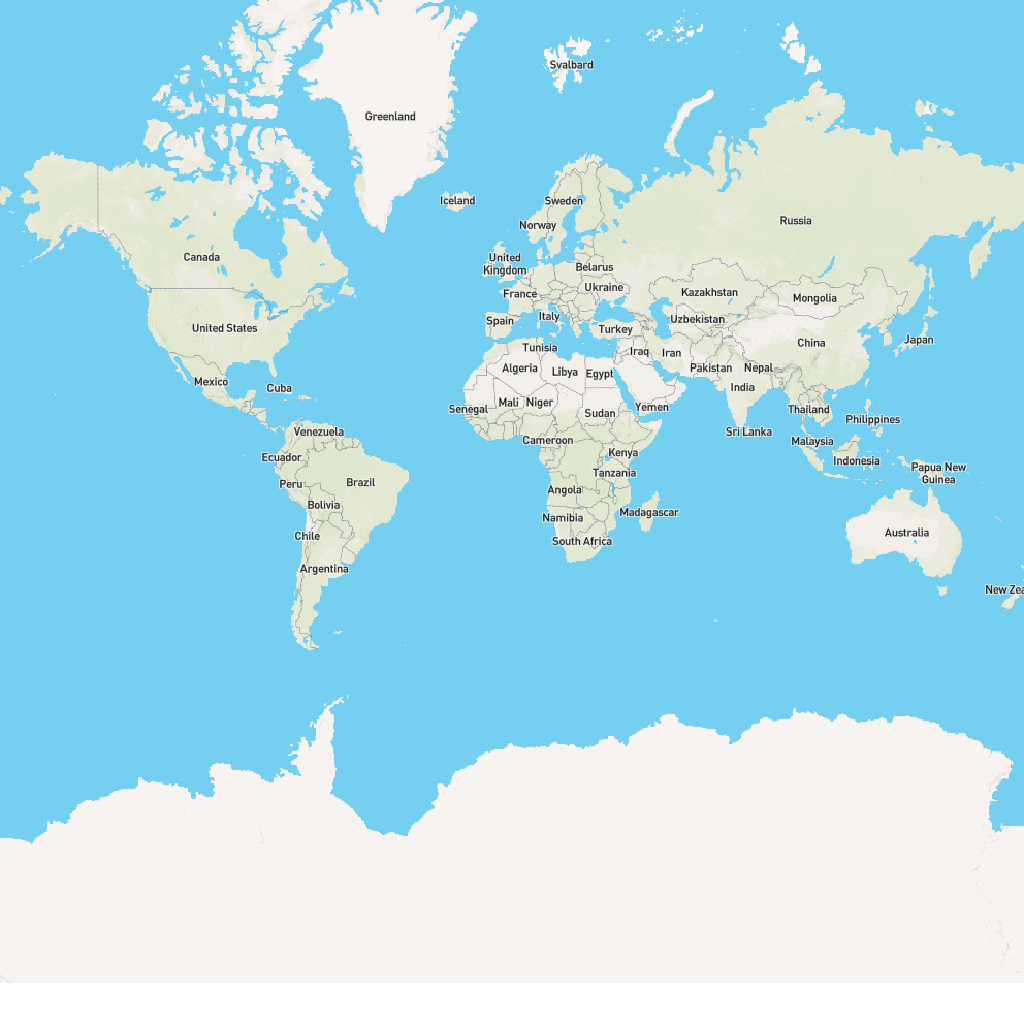 Svalbard
Greenland
Iceland
Sweden
Norway
Russia
Canada
United
Kingdom
Belarus
Ukraine
France
Kazakhstan
Mongolia
Spain
Italy
Uzbekistan
United States
Turkey
China
Japan
Tunisia
Iraq
Iran
Algeria
Libya
Egypt
Pakistan
Nepal
Mexico
Cuba
India
Senegal
Mali
Niger
Sudan
Yemen
Thailand
Philippines
Venezuela
Sri Lanka
Cameroon
Malaysia
Ecuador
Kenya
Indonesia
Papua New
Guinea
Tanzania
Peru
Brazil
Angola
Bolivia
Namibia
Madagascar
Chile
South Africa
Australia
Argentina
New Zea